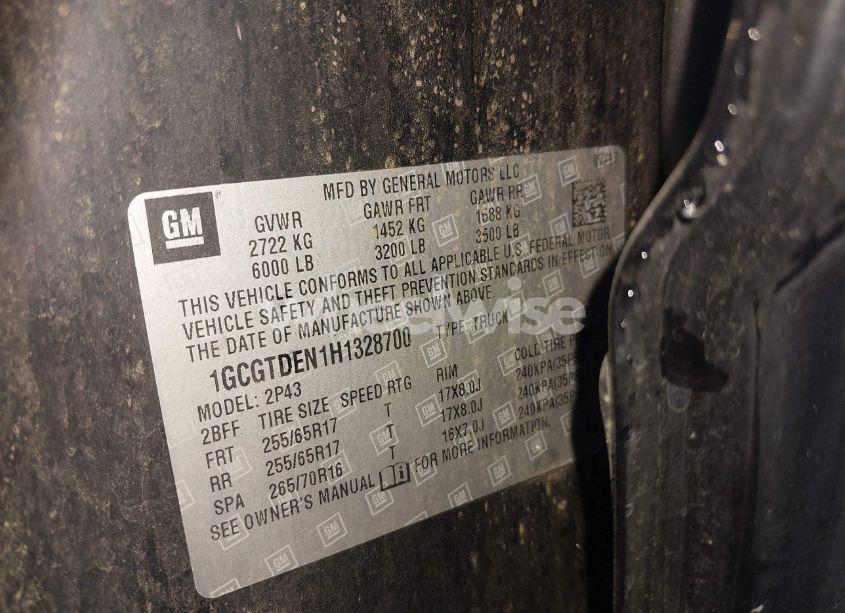 GM
MFD BY GENERAL MOTORS LLC
GVWR GAWR FRT GAWR RR
2722 KG 1452 KG 1588 KG
6000 LB 3200 LB 3500 LB
THIS VEHICLE CONFORMS TO ALL APPLICABLE U.S. FEDERAL MOTOR
VEHICLE SAFETY AND THEFT PREVENTION STANDARDS IN EFFECT ON
THE DATE OF MANUFACTURE SHOWN ABOVE.
1GCGTDEN1H1328700 TYPE: TRUCK
MODEL: 2P43
2BFF TIRE SIZE SPEED RTG RIM COLD TIRE
FRT 255/65R17 T 17X8.0J 240KPA(35PS
RR 255/65R17 T 17X8.0J 240KPA(35PS
SPA 265/70R16 T 16X7.0J 240KPA(35PS
SEE OWNER'S MANUAL FOR MORE INFORMATION.